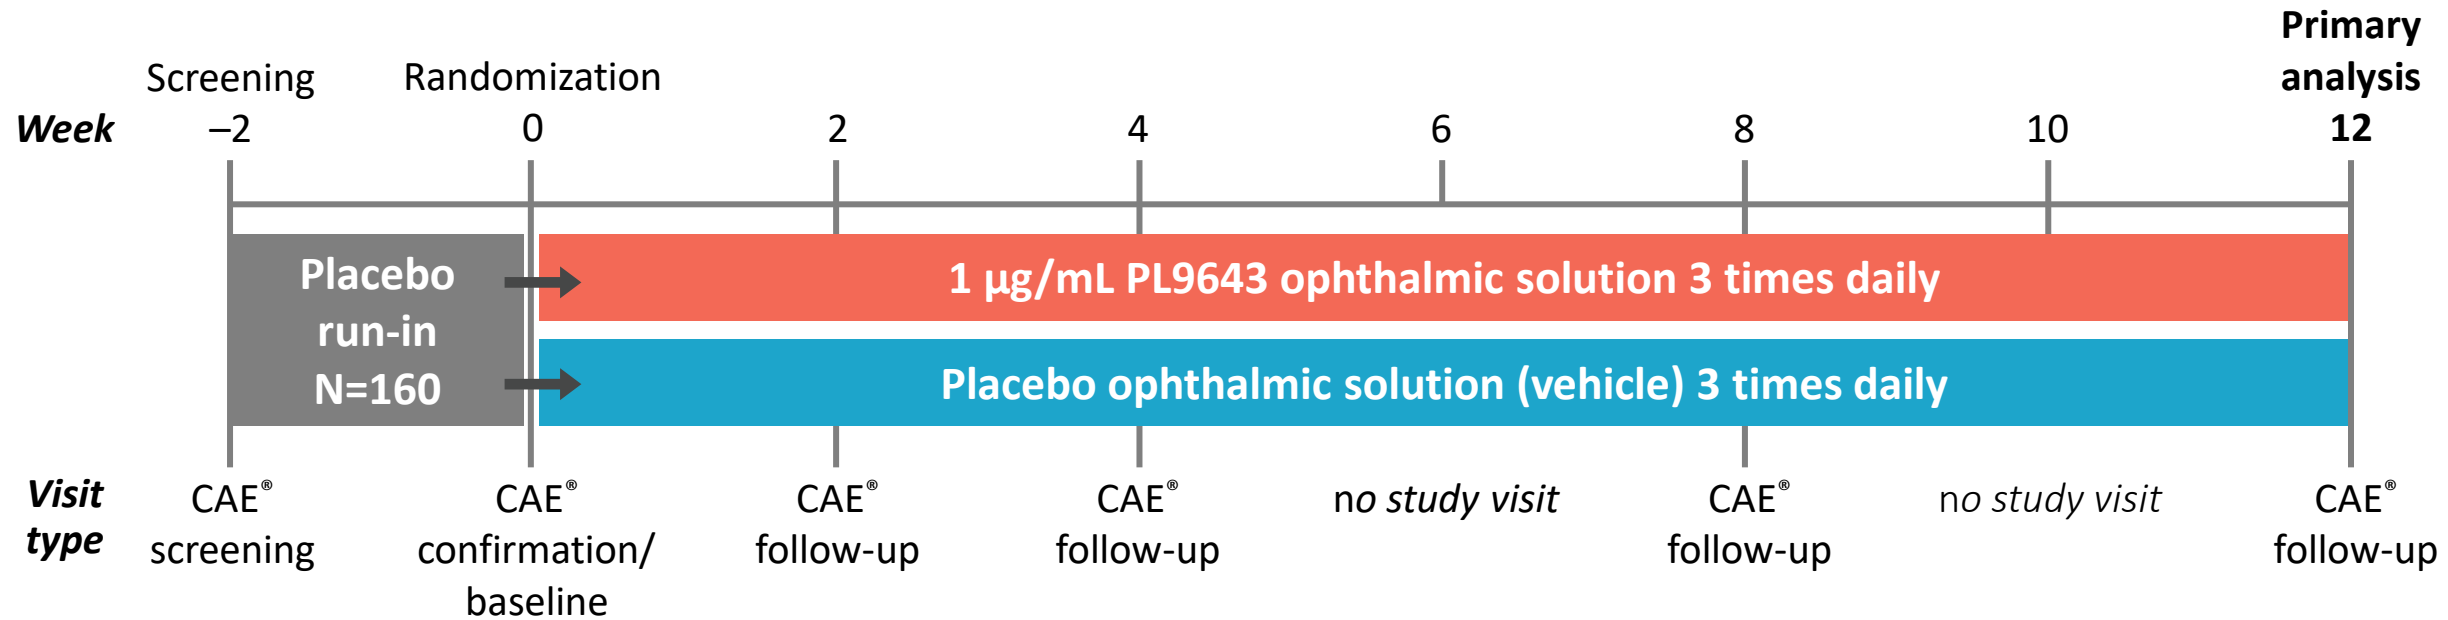 Primary
Screening Randomization analysis
Week –2 0 2 4 6 8 10 12
Placebo
run-in
N=160
1 µg/mL PL9643 ophthalmic solution 3 times daily
Placebo ophthalmic solution (vehicle) 3 times daily
Visit
type
CAE®
screening
CAE®
confirmation/
baseline
CAE®
follow-up
CAE®
follow-up
no study visit
CAE®
follow-up
no study visit
CAE®
follow-up